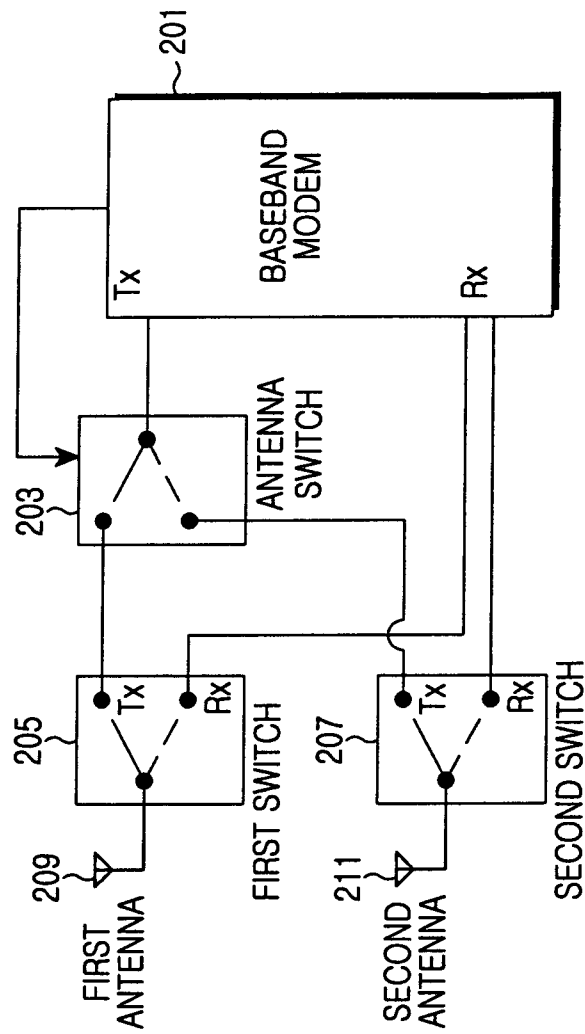 FIRST
ANTENNA
209
205
Tx
Rx
FIRST SWITCH
203
ANTENNA
SWITCH
Tx
BASEBAND
MODEM
Rx
201
SECOND
ANTENNA
211
207
Tx
Rx
SECOND SWITCH